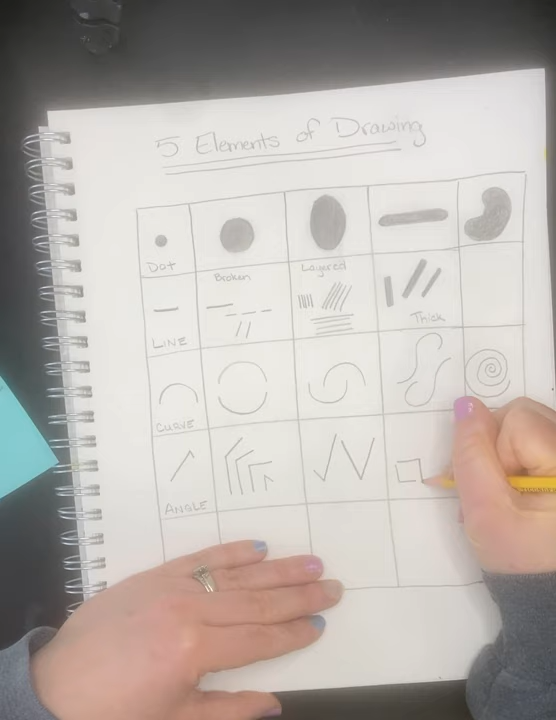 5 Elements of Drawing
DOT
Broken
Layered
LINE
Thick
CURVE
ANGLE